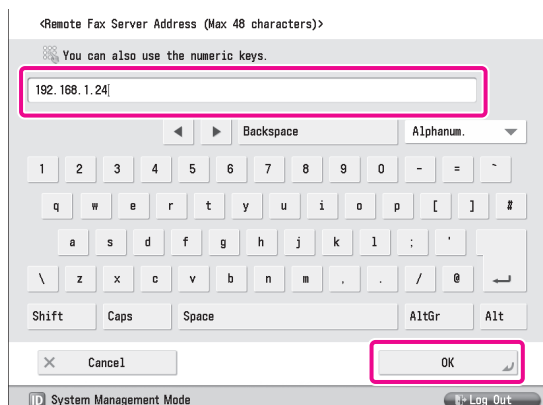 <Remote Fax Server Address (Max 48 characters)>
You can also use the numeric keys.
192.168.1.24
◀ ▶ Backspace Alphanum.
1 2 3 4 5 6 7 8 9 0 - = `
q w e r t y u i o p [ ] #
a s d f g h j k l ; '
\ z x c v b n m , . / @
Shift Caps Space AltGr Alt
Cancel OK
ID System Management Mode Log Out